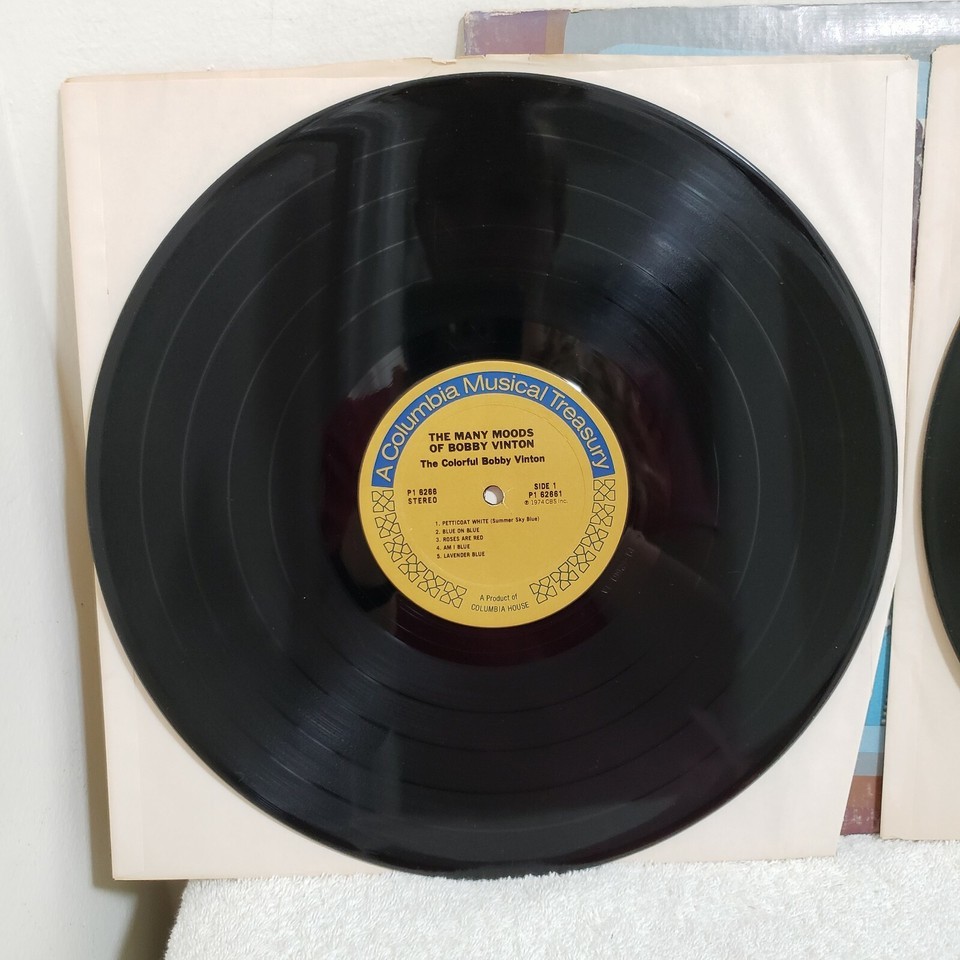 A Columbia Musical Treasury
THE MANY MOODS
OF BOBBY VINTON
The Colorful Bobby Vinton
P1 6266
STEREO
SIDE 1
P1 62661
℗ 1974 CBS Inc.
1. PETTICOAT WHITE (Summer Sky Blue)
2. BLUE ON BLUE
3. ROSES ARE RED
4. AM I BLUE
5. LAVENDER BLUE
A Product of
COLUMBIA HOUSE